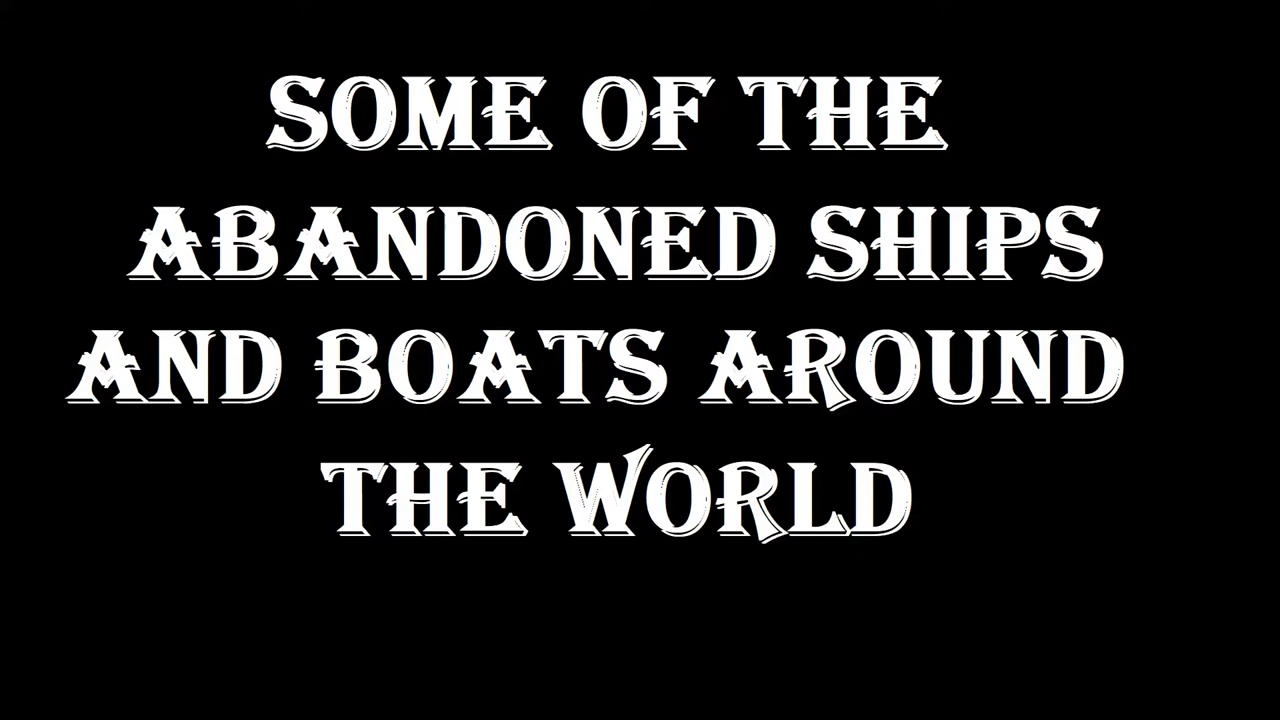 SOME OF THE
ABANDONED SHIPS
AND BOATS AROUND
THE WORLD